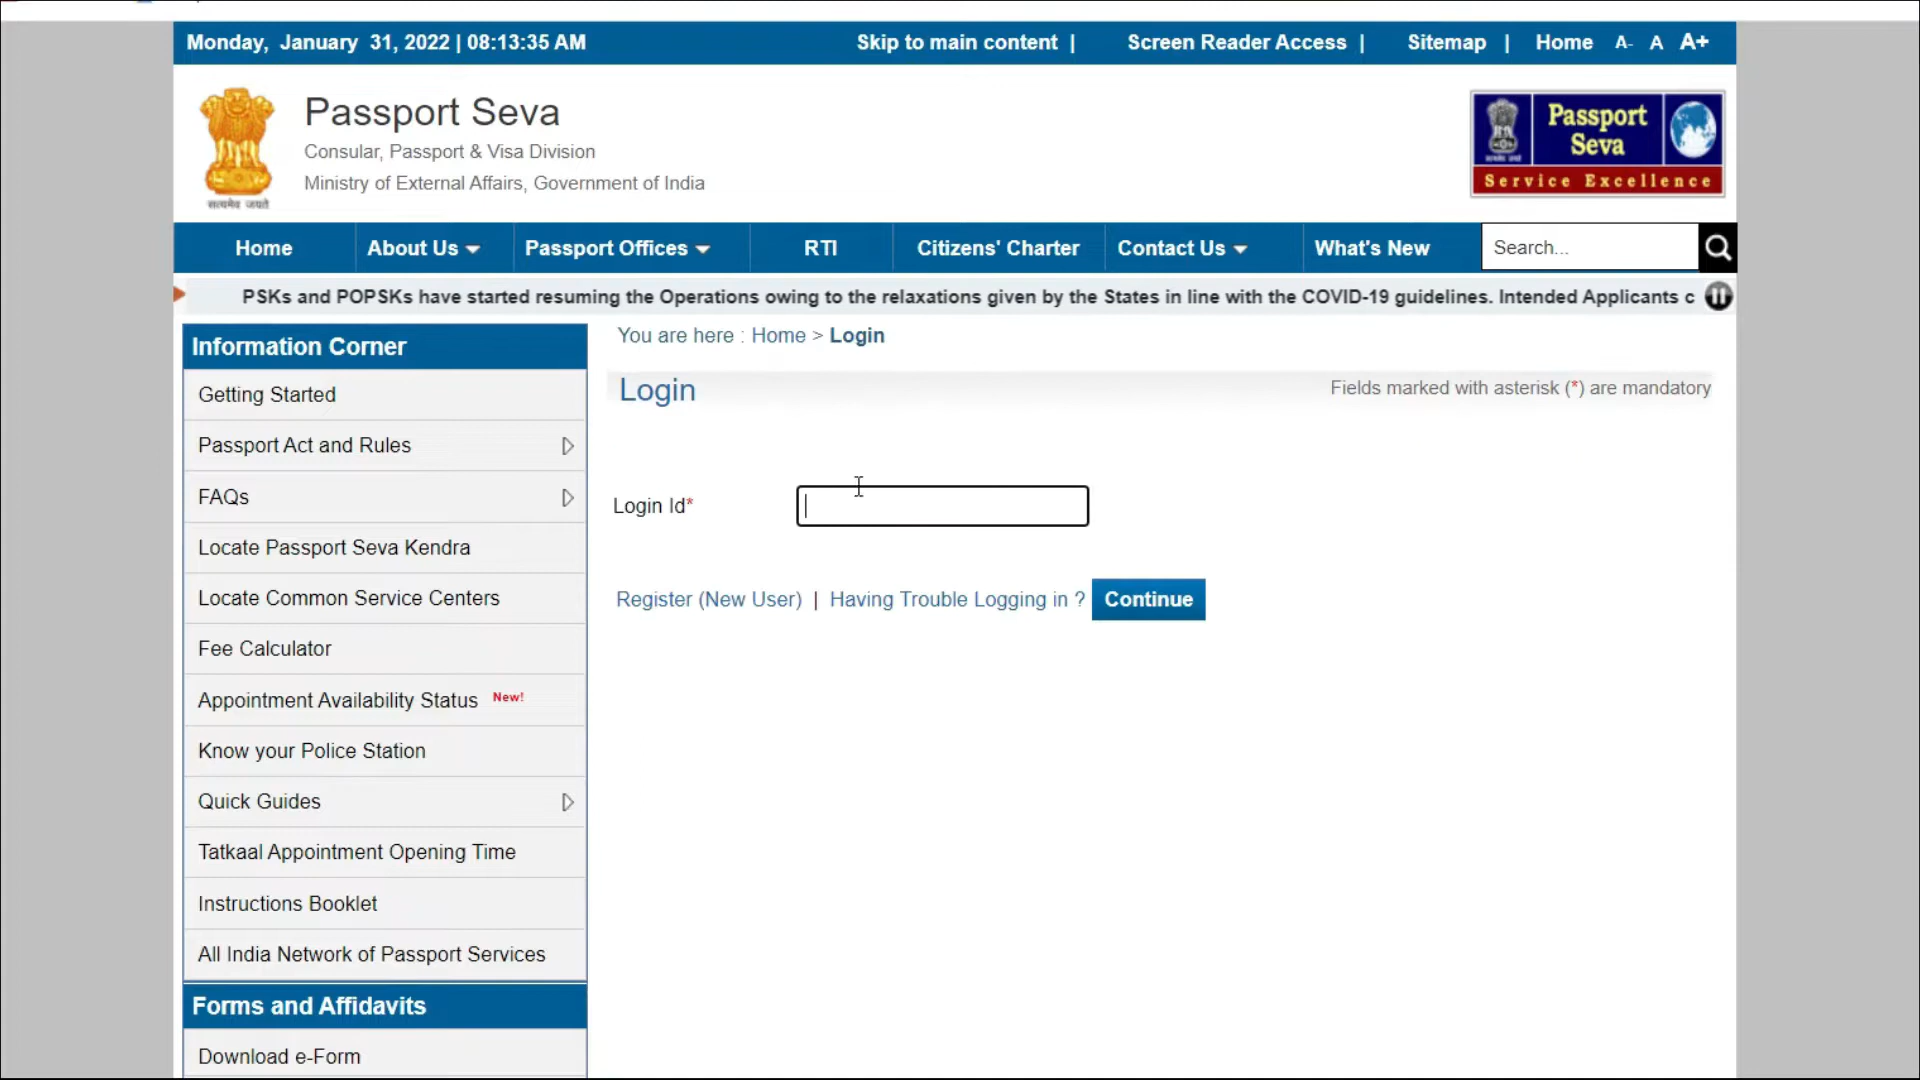 Monday, January 31, 2022 | 08:13:35 AM
Skip to main content |
Screen Reader Access |
Sitemap |
Home
A- A A+
Passport Seva
Consular, Passport & Visa Division
Ministry of External Affairs, Government of India
सत्यमेव जयते
Passport
Seva
Service Excellence
Home
About Us
Passport Offices
RTI
Citizens' Charter
Contact Us
What's New
Search...
PSKs and POPSKs have started resuming the Operations owing to the relaxations given by the States in line with the COVID-19 guidelines. Intended Applicants c
Information Corner
Getting Started
Passport Act and Rules
FAQs
Locate Passport Seva Kendra
Locate Common Service Centers
Fee Calculator
Appointment Availability Status New!
Know your Police Station
Quick Guides
Tatkaal Appointment Opening Time
Instructions Booklet
All India Network of Passport Services
Forms and Affidavits
Download e-Form
You are here : Home > Login
Login
Fields marked with asterisk (*) are mandatory
Login Id*
Register (New User) | Having Trouble Logging in ?
Continue